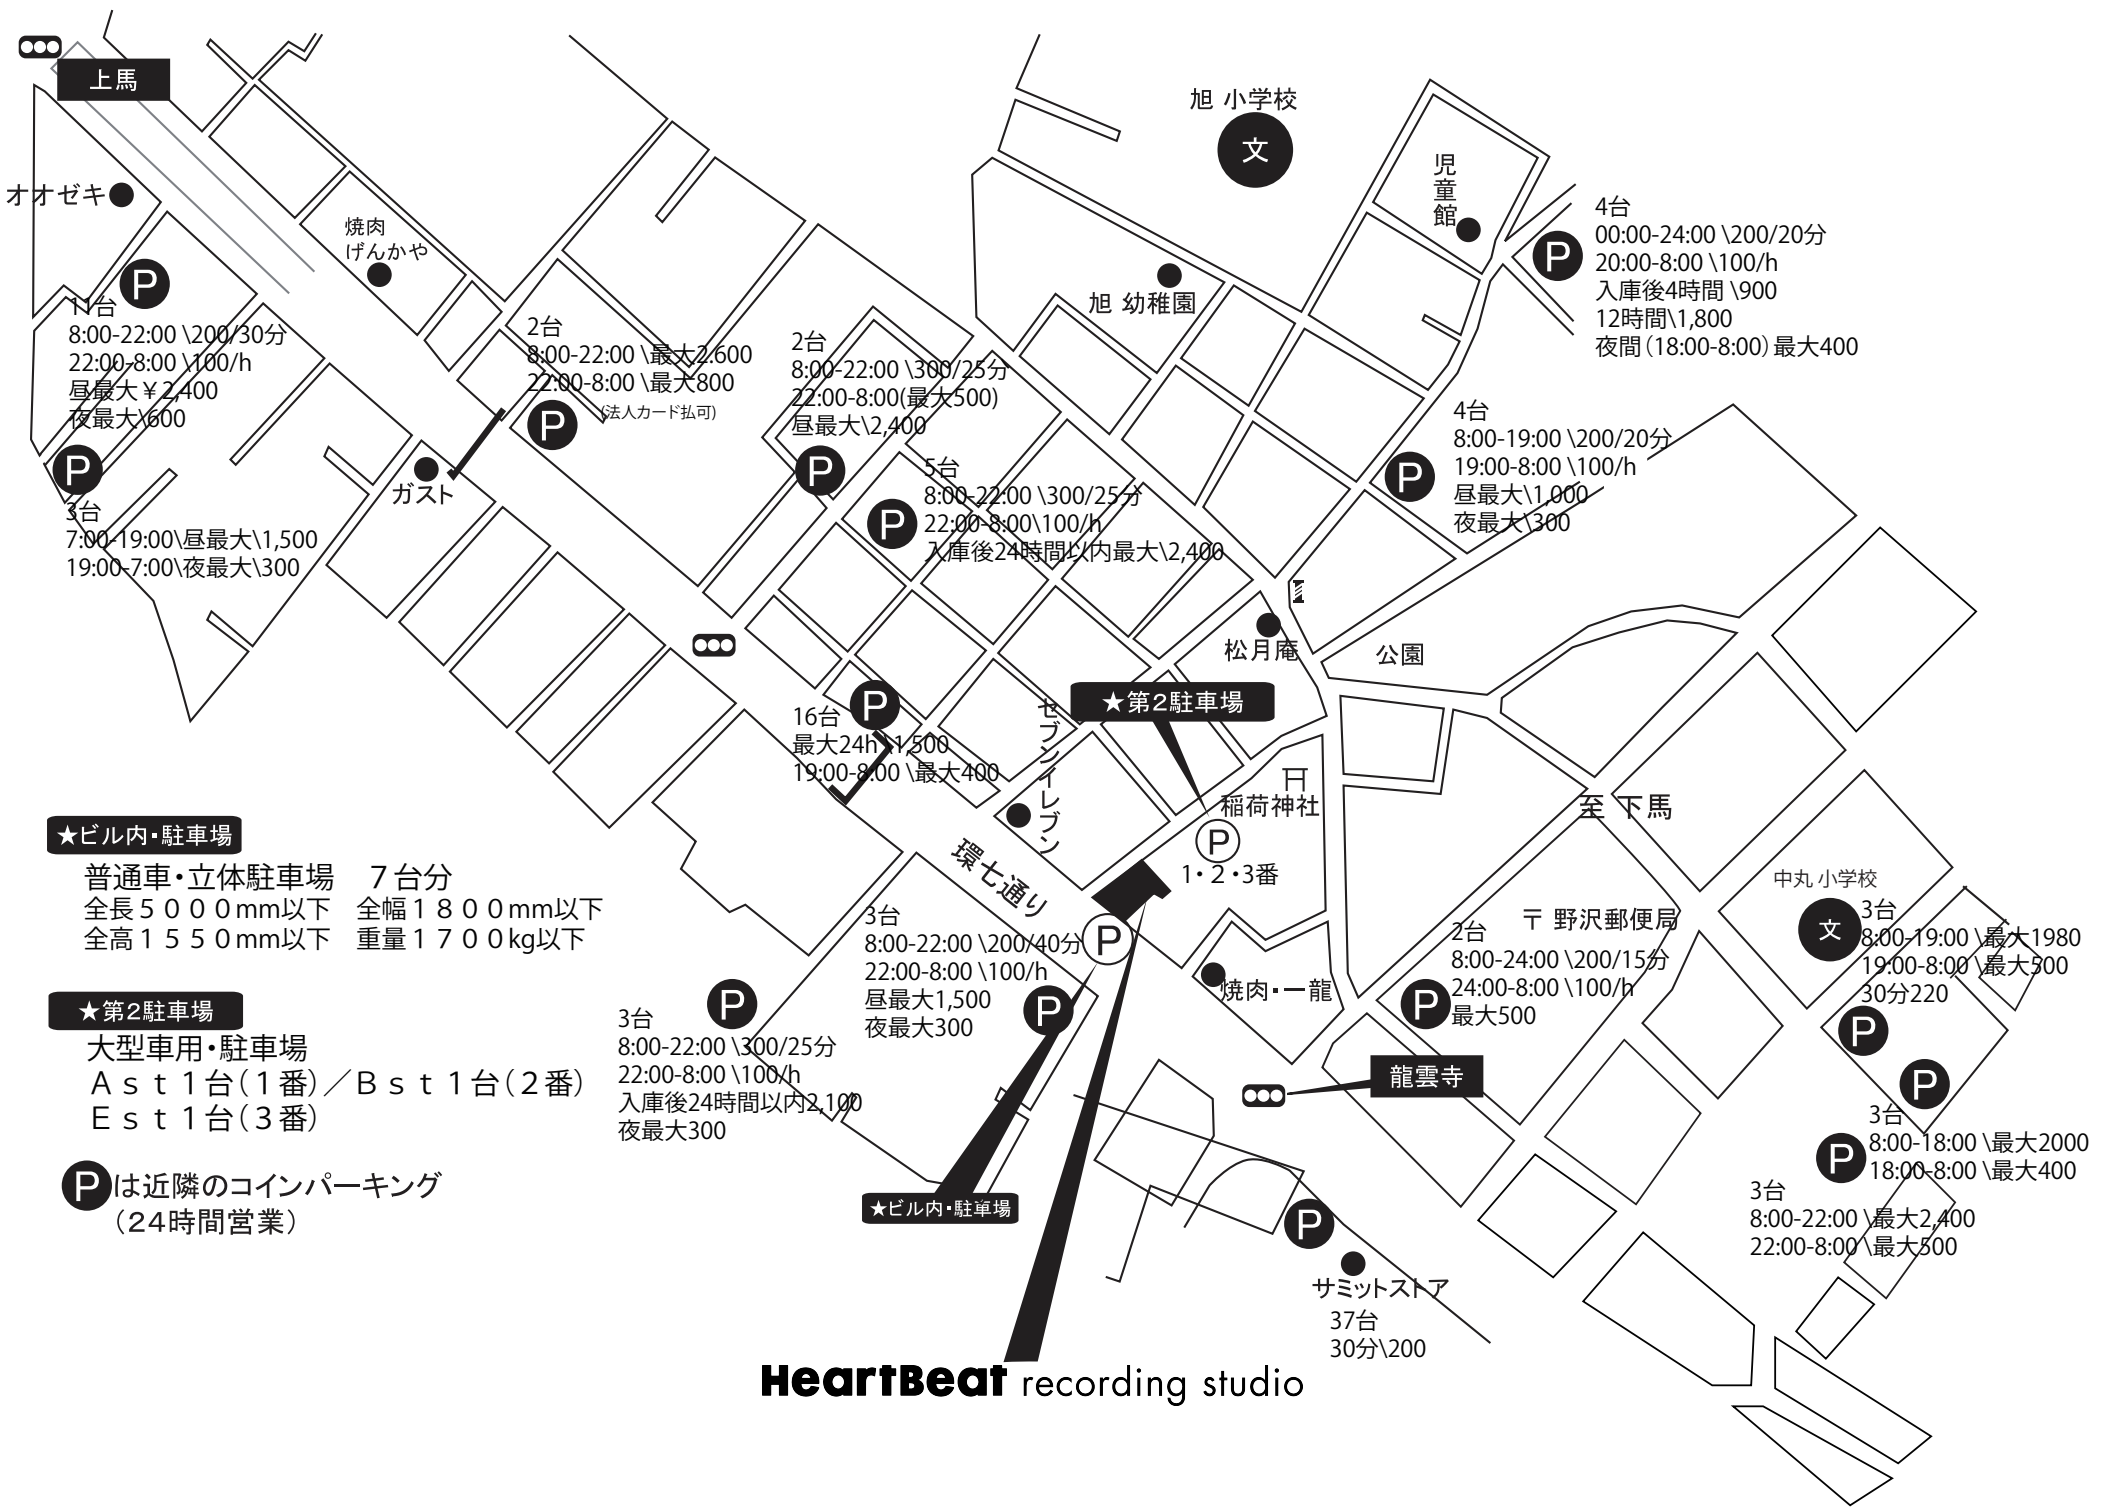 上馬
旭 小学校
文
児童館
オオゼキ
焼肉
げんかや
旭 幼稚園
P
4台
00:00-24:00 \200/20分
20:00-8:00 \100/h
入庫後4時間 \900
12時間\1,800
夜間（18:00-8:00）最大400
P
11台
8:00-22:00 \200/30分
22:00-8:00 \100/h
昼最大￥2,400
夜最大\600
2台
8:00-22:00 \最大2.600
22:00-8:00 \最大800
(法人カード払可)
P
2台
8:00-22:00 \300/25分
22:00-8:00(最大500)
昼最大\2,400
P
P
4台
8:00-19:00 \200/20分
19:00-8:00 \100/h
昼最大\1,000
夜最大\300
P
3台
7:00-19:00\昼最大\1,500
19:00-7:00\夜最大\300
ガスト
P
5台
8:00-22:00 \300/25分
22:00-8:00\100/h
入庫後24時間以内最大\2,400
松月庵
公園
★第2駐車場
P
16台
最大24h \1,500
19:00-8:00 \最大400
セブンイレブン
稲荷神社
P
1・2・3番
至 下馬
環七通り
★ビル内・駐車場
普通車・立体駐車場　７台分
全長５０００mm以下　全幅１８００mm以下
全高１５５０mm以下　重量１７００kg以下
★第2駐車場
大型車用・駐車場
Ａｓｔ１台（１番）／Ｂｓｔ１台（２番）
Ｅｓｔ１台（３番）
Pは近隣のコインパーキング
（24時間営業）
P
3台
8:00-22:00 \300/25分
22:00-8:00 \100/h
入庫後24時間以内2,100
夜最大300
3台
8:00-22:00 \200/40分
22:00-8:00 \100/h
昼最大1,500
夜最大300
P
P
焼肉・一龍
〒 野沢郵便局
P
2台
8:00-24:00 \200/15分
24:00-8:00 \100/h
最大500
中丸 小学校
文
3台
8:00-19:00 \最大1980
19:00-8:00 \最大500
30分220
P
P
3台
8:00-18:00 \最大2000
18:00-8:00 \最大400
P
3台
8:00-22:00 \最大2,400
22:00-8:00 \最大500
龍雲寺
★ビル内・駐車場
P
サミットストア
37台
30分\200
HeartBeat recording studio